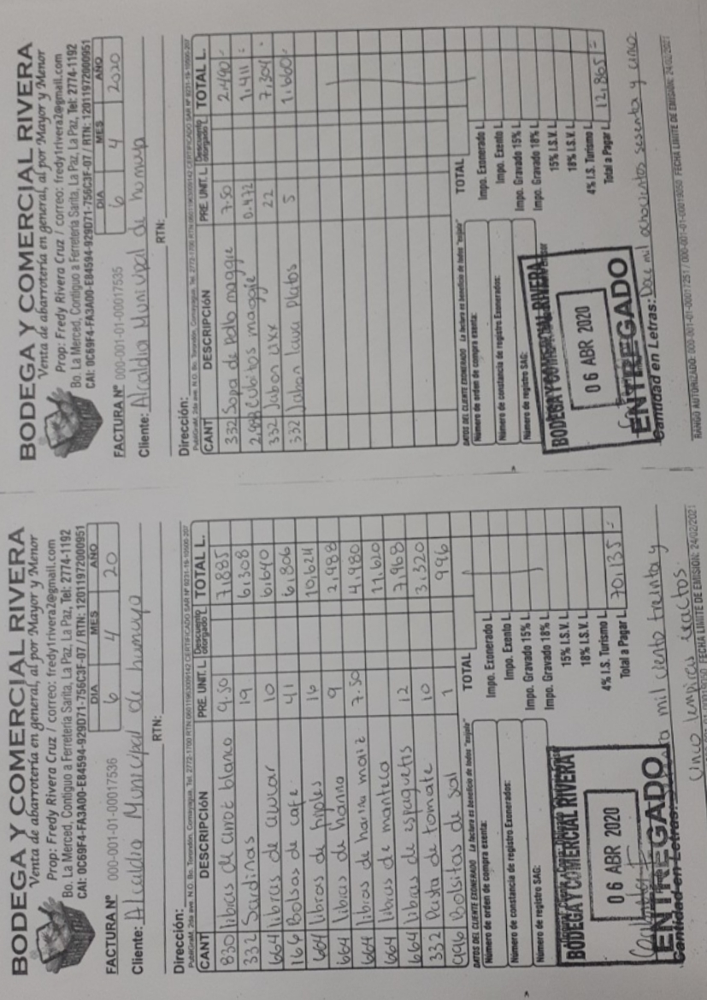 BODEGA Y COMERCIAL RIVERA
Venta de abarrotería en general, al por Mayor y Menor
Prop: Fredy Rivera Cruz / correo: fredy1rivera2@gmail.com
Bo. La Merced, Contiguo a Ferretería Sarita, La Paz, La Paz, Tel: 2774-1192
CAI: 0C69F4-FA3A00-E84594-929D71-756C3F-07 / RTN: 12011972000951
DIA MES AÑO
FACTURA Nº 000-001-01-00017536 6 4 20
Cliente: Alcaldia Municipal de humuya
RTN:
Dirección:
CANT DESCRIPCIÓN PRE. UNIT. L Descuento otorgado L. TOTAL L.
830 libras de arroz blanco 9.50 7,885
332 Sardinas 19 6,308
664 libras de azucar 10 6,640
166 Bolsas de cafe 41 6,806
664 libras de frijoles 16 10,624
664 libras de harina 9 2,988
664 libras de harina maiz 7.50 4,980
664 libras de manteca 11,620
664 libras de espaguetis 12 7,968
332 Pasta de tomate 10 3,320
996 Bolsitas de sal 1 996
TOTAL
DATOS DEL CLIENTE EXONERADO La factura es beneficio de todos "exíjala"
Número de orden de compra exenta:
Número de constancia de registro Exonerados:
Número de registro SAG:
Impo. Exonerado L
Impo. Exento L
Impo. Gravado 15% L
Impo. Gravado 18% L
15% I.S.V. L
18% I.S.V. L
4% I.S. Turismo L
Total a Pagar L 70,135=
BODEGA Y COMERCIAL RIVERA
06 ABR 2020
ENTREGADO
Cantidad en Letras: mil ciento treinta y
cinco lempiras exactos.
FECHA LIMITE DE EMISIÓN: 24/02/2021
BODEGA Y COMERCIAL RIVERA
Venta de abarrotería en general, al por Mayor y Menor
Prop: Fredy Rivera Cruz / correo: fredy1rivera2@gmail.com
Bo. La Merced, Contiguo a Ferretería Sarita, La Paz, La Paz, Tel: 2774-1192
CAI: 0C69F4-FA3A00-E84594-929D71-756C3F-07 / RTN: 12011972000951
DIA MES AÑO
FACTURA Nº 000-001-01-00017535 6 4 2020
Cliente: Alcaldia Municipal de humuya
RTN:
Dirección:
CANT DESCRIPCIÓN PRE. UNIT. L Descuento otorgado L. TOTAL L.
332 Sopa de Pollo maggie 7.50 2,490
2,988 Cubitos maggie 0.472 1,411
332 Jabon uxx 22 7,304
332 Jabon lava platos 5 1,660
TOTAL
DATOS DEL CLIENTE EXONERADO La factura es beneficio de todos "exíjala"
Número de orden de compra exenta:
Número de constancia de registro Exonerados:
Número de registro SAG:
Impo. Exonerado L
Impo. Exento L
Impo. Gravado 15% L
Impo. Gravado 18% L
15% I.S.V. L
18% I.S.V. L
4% I.S. Turismo L
Total a Pagar L 12,865=
BODEGA Y COMERCIAL RIVERA
06 ABR 2020
ENTREGADO
Cantidad en Letras: Doce mil ochocientos sesenta y cinco
RANGO AUTORIZADO: 000-001-01-00017251 / 000-001-01-00019050 FECHA LIMITE DE EMISIÓN: 24/02/2021